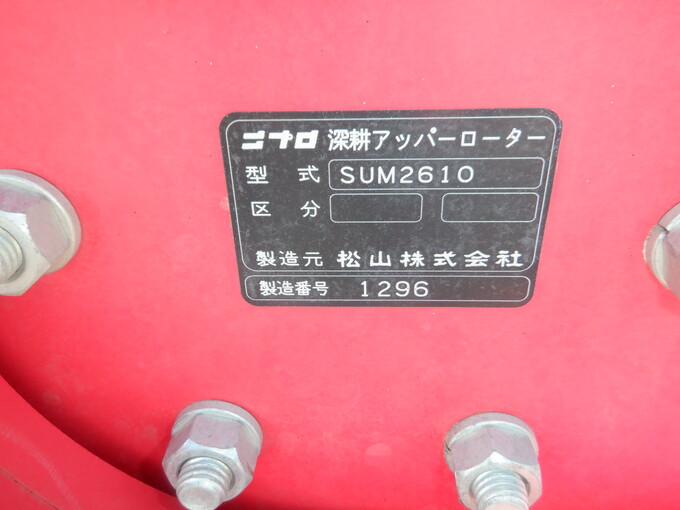 ニプロ 深耕アッパーローター
型式 SUM2610
区分
製造元 松山株式会社
製造番号 1296